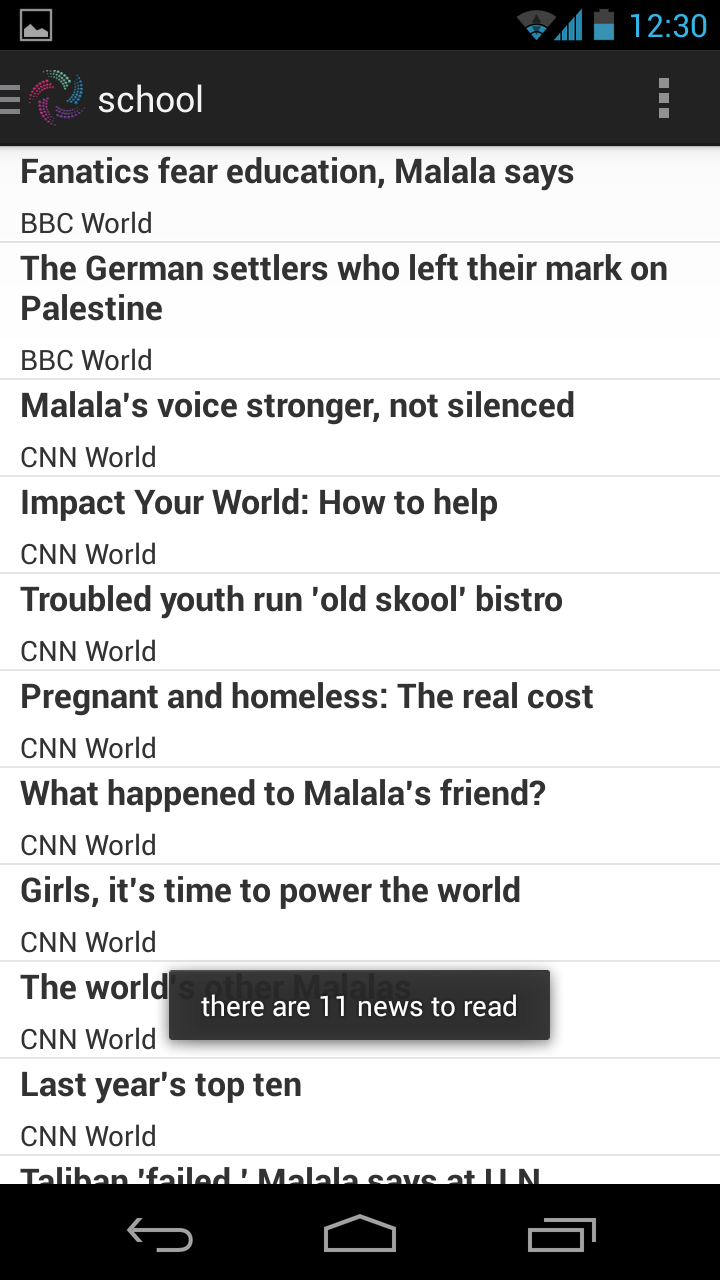 12:30
school
Fanatics fear education, Malala says
BBC World
The German settlers who left their mark on
Palestine
BBC World
Malala's voice stronger, not silenced
CNN World
Impact Your World: How to help
CNN World
Troubled youth run 'old skool' bistro
CNN World
Pregnant and homeless: The real cost
CNN World
What happened to Malala's friend?
CNN World
Girls, it's time to power the world
CNN World
The world's other Malalas
there are 11 news to read
CNN World
Last year's top ten
CNN World
Taliban 'failed,' Malala says at U.N.